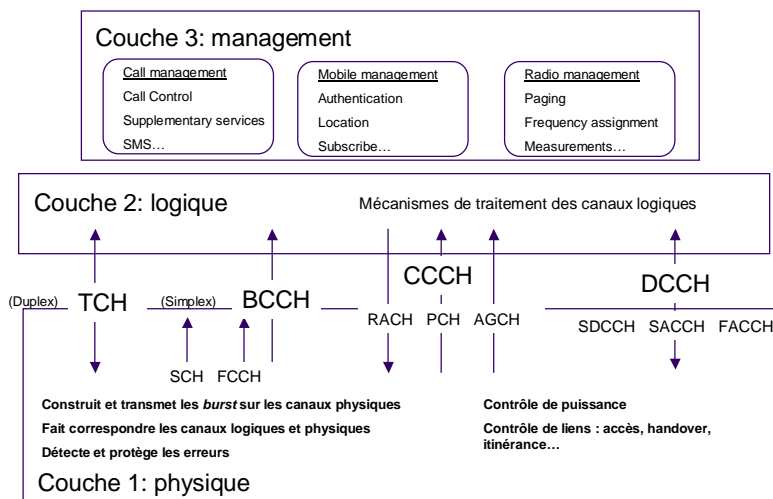 Couche 3: management
Call management
Call Control
Supplementary services
SMS…
Mobile management
Authentication
Location
Subscribe…
Radio management
Paging
Frequency assignment
Measurements…
Couche 2: logique
Mécanismes de traitement des canaux logiques
(Duplex) TCH (Simplex) BCCH
CCCH
DCCH
RACH PCH AGCH
SDCCH SACCH FACCH
SCH FCCH
Construit et transmet les burst sur les canaux physiques
Fait correspondre les canaux logiques et physiques
Détecte et protège les erreurs
Contrôle de puissance
Contrôle de liens : accès, handover,
itinérance…
Couche 1: physique